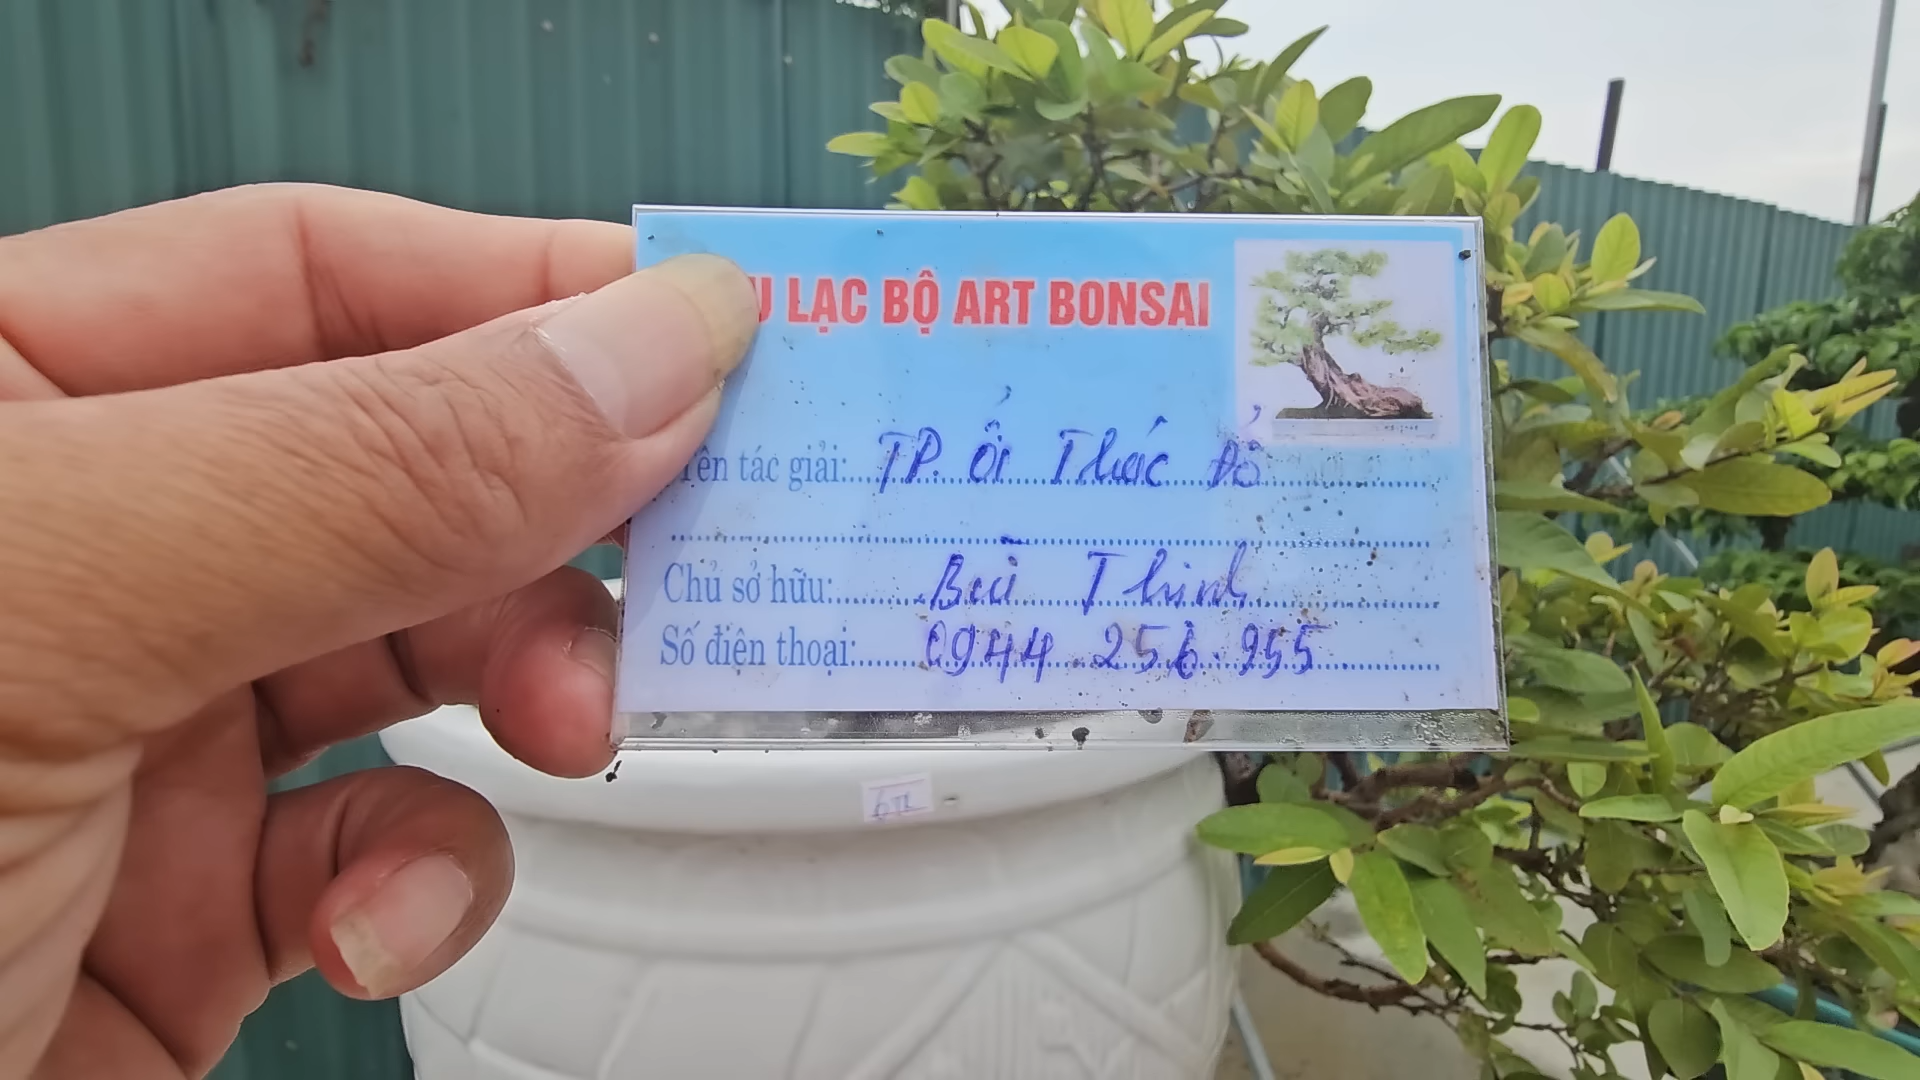 U LẠC BỘ ART BONSAI
Tên tác giải: TP. Ổi Thác Đổ
Chủ sở hữu: Bùi Thịnh
Số điện thoại: 0944.256.955